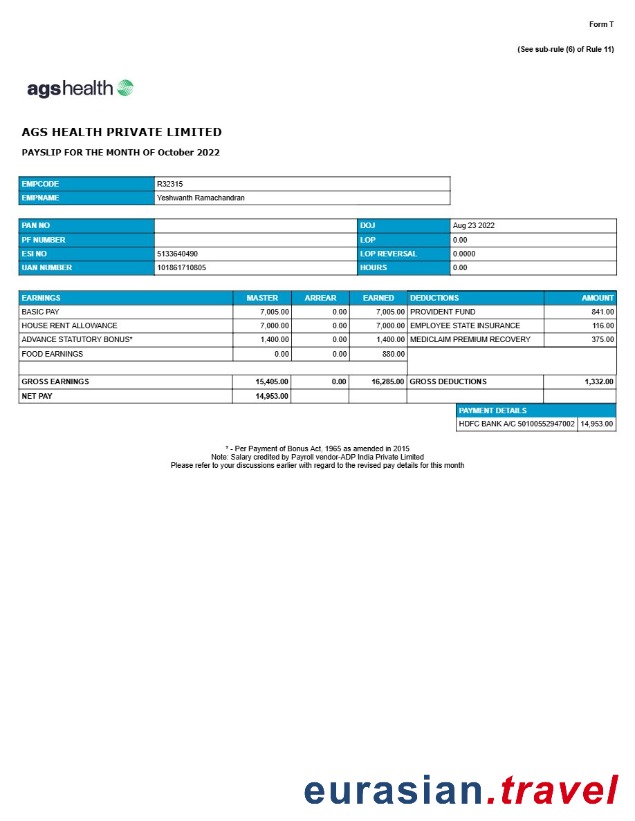 Form T
(See sub-rule (6) of Rule 11)
agshealth
AGS HEALTH PRIVATE LIMITED
PAYSLIP FOR THE MONTH OF October 2022
EMPCODE R32315
EMPNAME Yeshwanth Ramachandran
PAN NO DOJ Aug 23 2022
PF NUMBER LOP 0.00
ESI NO 5133640490 LOP REVERSAL 0.0000
UAN NUMBER 101861710805 HOURS 0.00
EARNINGS MASTER ARREAR EARNED DEDUCTIONS AMOUNT
BASIC PAY 7,005.00 0.00 7,005.00 PROVIDENT FUND 841.00
HOUSE RENT ALLOWANCE 7,000.00 0.00 7,000.00 EMPLOYEE STATE INSURANCE 116.00
ADVANCE STATUTORY BONUS* 1,400.00 0.00 1,400.00 MEDICLAIM PREMIUM RECOVERY 375.00
FOOD EARNINGS 0.00 0.00 880.00
GROSS EARNINGS 15,405.00 0.00 16,285.00 GROSS DEDUCTIONS 1,332.00
NET PAY 14,953.00
PAYMENT DETAILS
HDFC BANK A/C 50100552947002 14,953.00
* - Per Payment of Bonus Act, 1965 as amended in 2015
Note: Salary credited by Payroll vendor-ADP India Private Limited
Please refer to your discussions earlier with regard to the revised pay details for this month
eurasian.travel